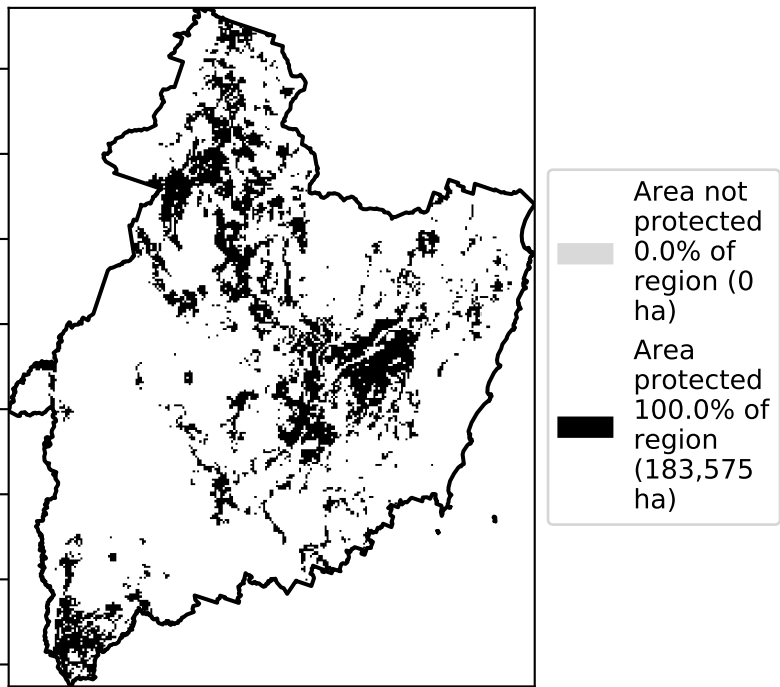 Area not
protected
0.0% of
region (0
ha)
Area
protected
100.0% of
region
(183,575
ha)